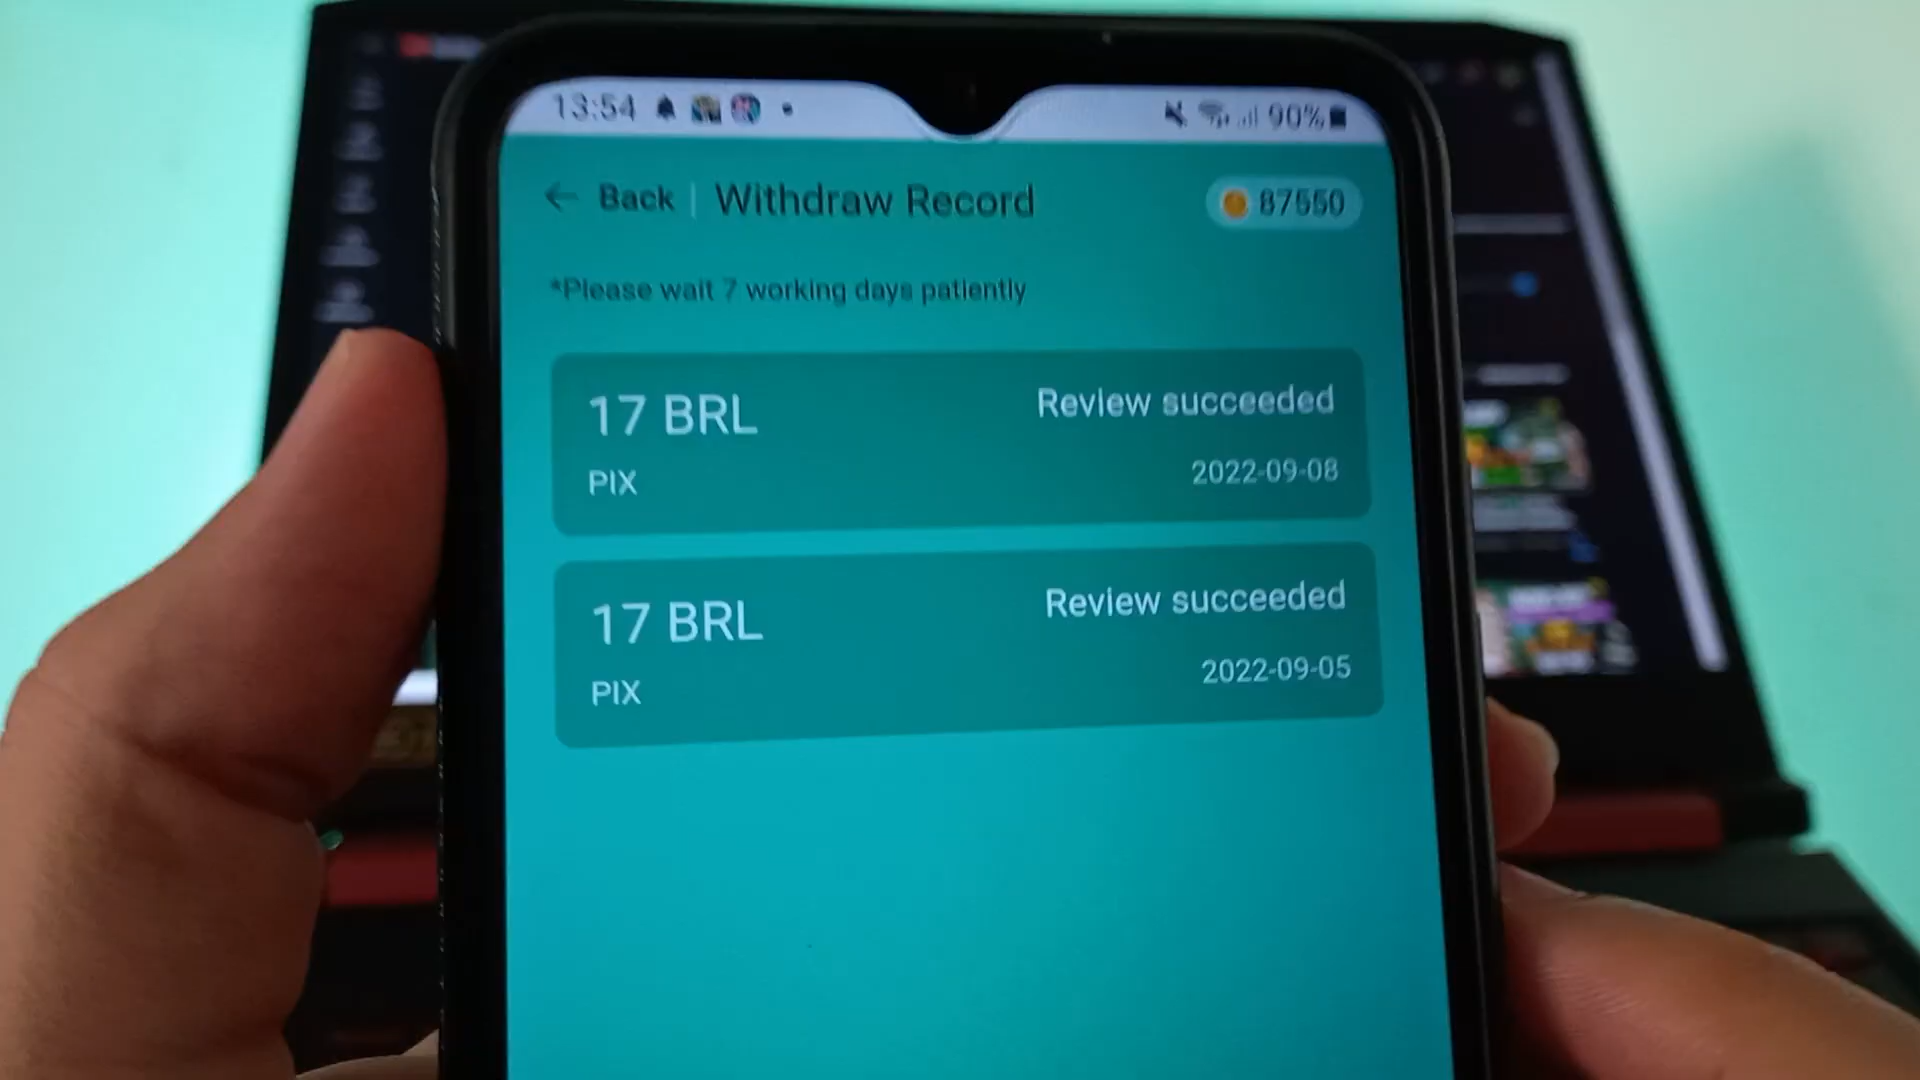 13:54
90%
Back | Withdraw Record
87550
*Please wait 7 working days patiently
17 BRL
Review succeeded
PIX
2022-09-08
17 BRL
Review succeeded
PIX
2022-09-05